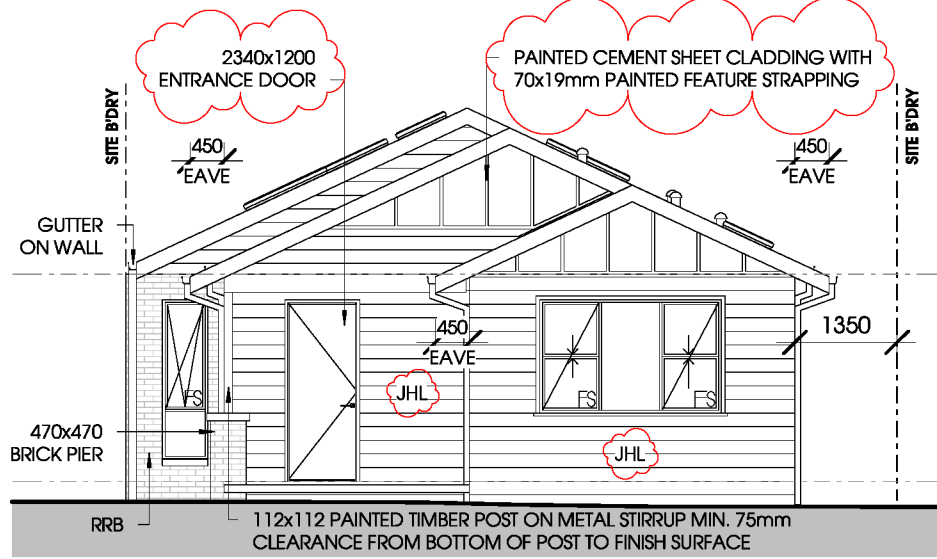 2340x1200
ENTRANCE DOOR
PAINTED CEMENT SHEET CLADDING WITH
70x19mm PAINTED FEATURE STRAPPING
SITE B'DRY
SITE B'DRY
450
EAVE
450
EAVE
GUTTER
ON WALL
450
EAVE
1350
FS
FS
FS
JHL
JHL
470x470
BRICK PIER
RRB
112x112 PAINTED TIMBER POST ON METAL STIRRUP MIN. 75mm
CLEARANCE FROM BOTTOM OF POST TO FINISH SURFACE